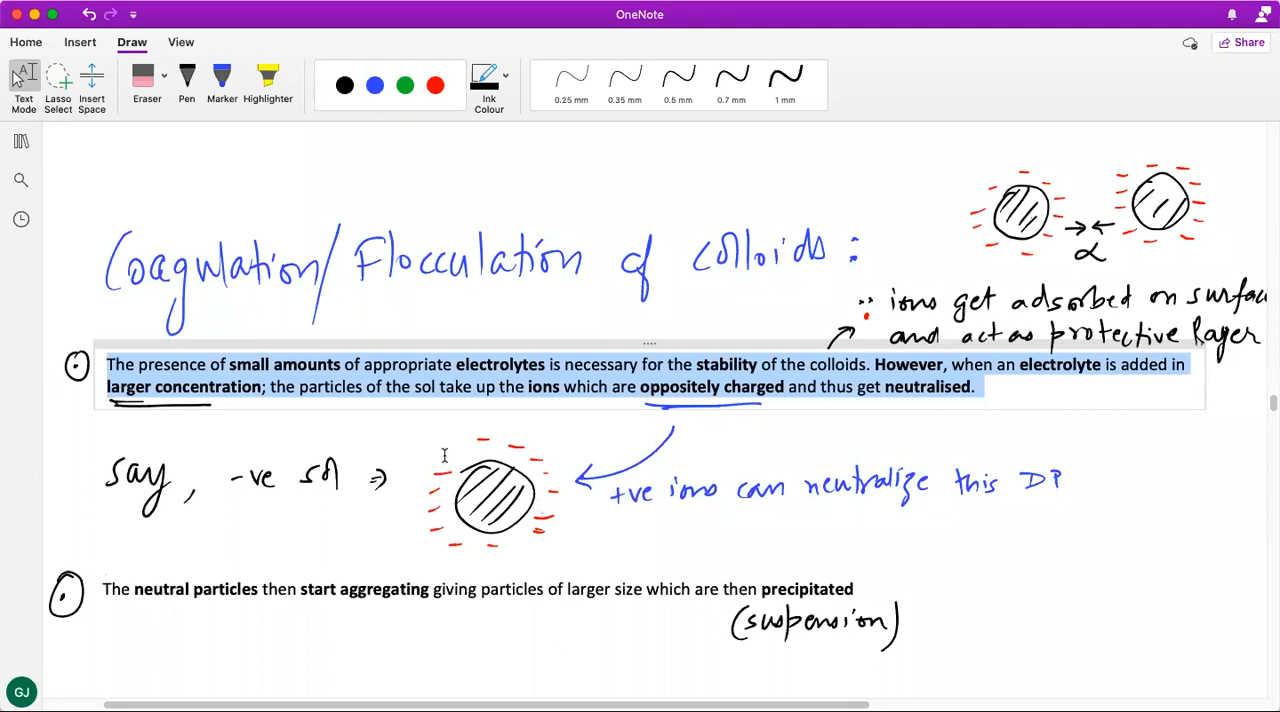 OneNote
Home Insert Draw View
Share
Text Mode
Lasso Select
Insert Space
Eraser
Pen
Marker
Highlighter
Ink Colour
0.25 mm 0.35 mm 0.5 mm 0.7 mm 1 mm
Coagulation/Flocculation of colloids :
α
∵ ions get adsorbed on surfac
and act as protective layer
The presence of small amounts of appropriate electrolytes is necessary for the stability of the colloids. However, when an electrolyte is added in
larger concentration; the particles of the sol take up the ions which are oppositely charged and thus get neutralised.
say, -ve sol ⇒
+ve ions can neutralize this DP
The neutral particles then start aggregating giving particles of larger size which are then precipitated
(suspension)
GJ